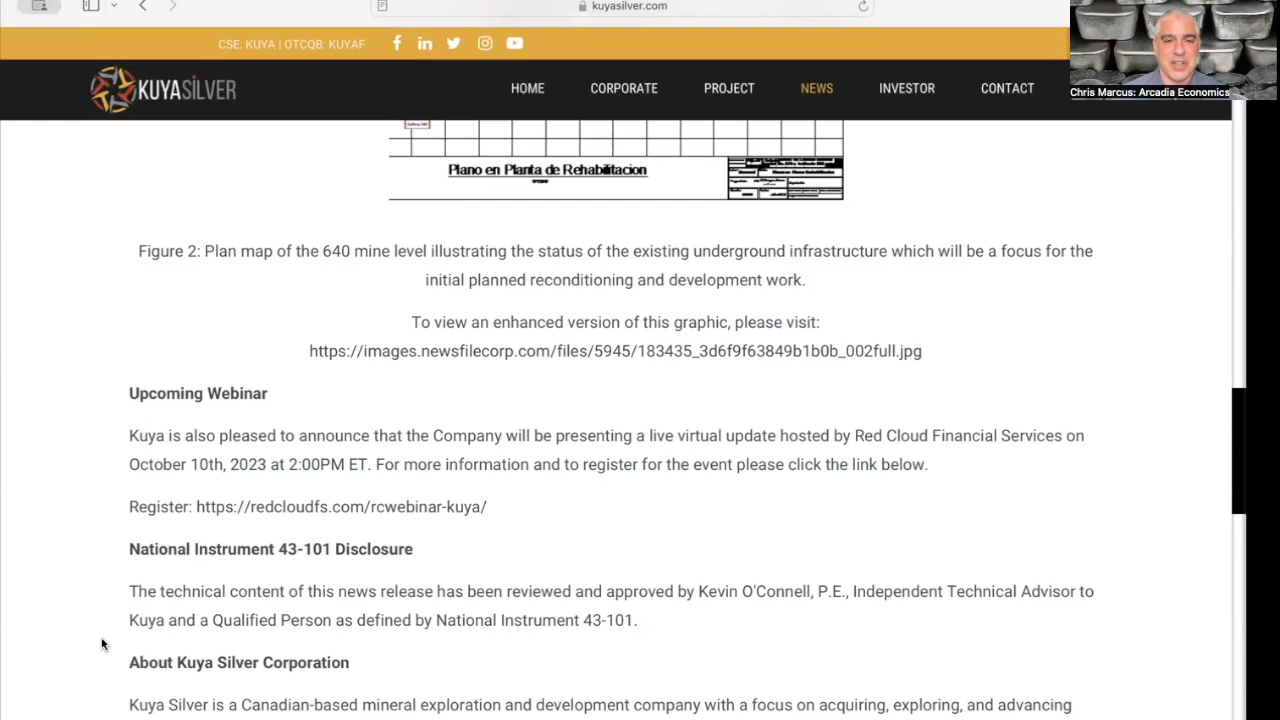 kuyasilver.com
CSE: KUYA | OTCQB: KUYAF
KUYASILVER
HOME CORPORATE PROJECT NEWS INVESTOR CONTACT
Chris Marcus: Arcadia Economics
Plano en Planta de Rehabilitacion
Figure 2: Plan map of the 640 mine level illustrating the status of the existing underground infrastructure which will be a focus for the
initial planned reconditioning and development work.
To view an enhanced version of this graphic, please visit:
https://images.newsfilecorp.com/files/5945/183435_3d6f9f63849b1b0b_002full.jpg
Upcoming Webinar
Kuya is also pleased to announce that the Company will be presenting a live virtual update hosted by Red Cloud Financial Services on
October 10th, 2023 at 2:00PM ET. For more information and to register for the event please click the link below.
Register: https://redcloudfs.com/rcwebinar-kuya/
National Instrument 43-101 Disclosure
The technical content of this news release has been reviewed and approved by Kevin O'Connell, P.E., Independent Technical Advisor to
Kuya and a Qualified Person as defined by National Instrument 43-101.
About Kuya Silver Corporation
Kuya Silver is a Canadian-based mineral exploration and development company with a focus on acquiring, exploring, and advancing